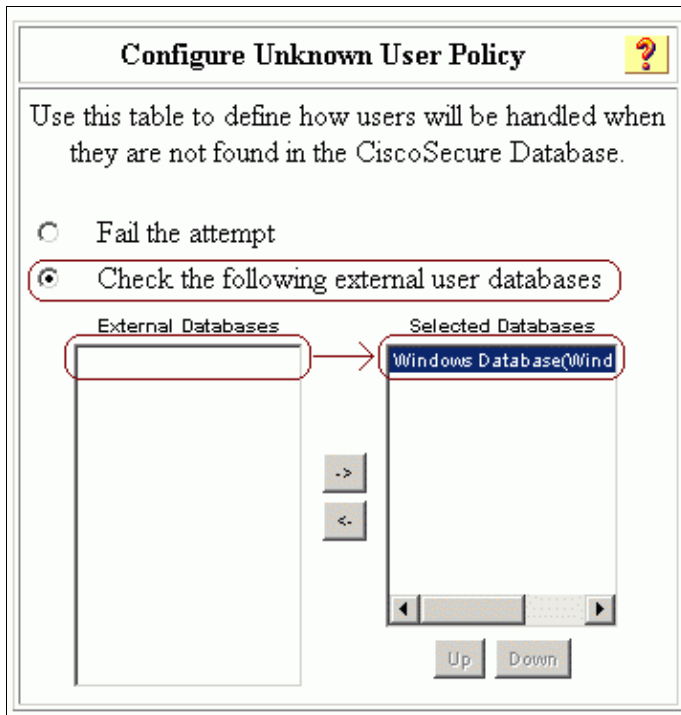 Configure Unknown User Policy
?
Use this table to define how users will be handled when
they are not found in the CiscoSecure Database.
Fail the attempt
Check the following external user databases
External Databases
Selected Databases
Windows Database(Wind
->
<-
Up
Down